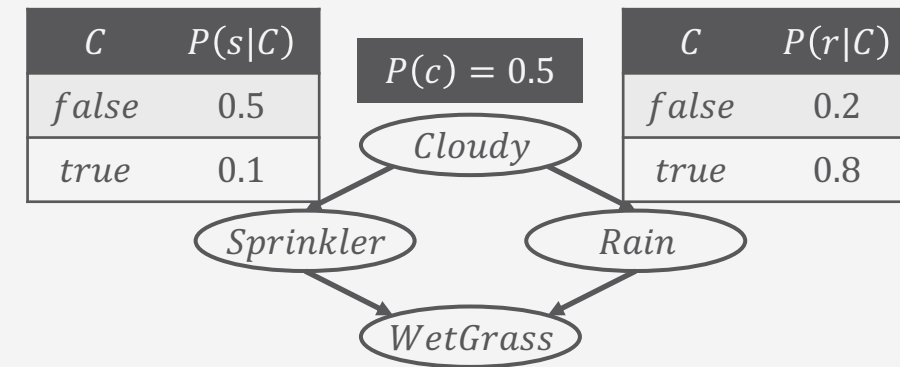 C P(s|C)
false 0.5
true 0.1
P(c) = 0.5
C P(r|C)
false 0.2
true 0.8
Cloudy
Sprinkler
Rain
WetGrass